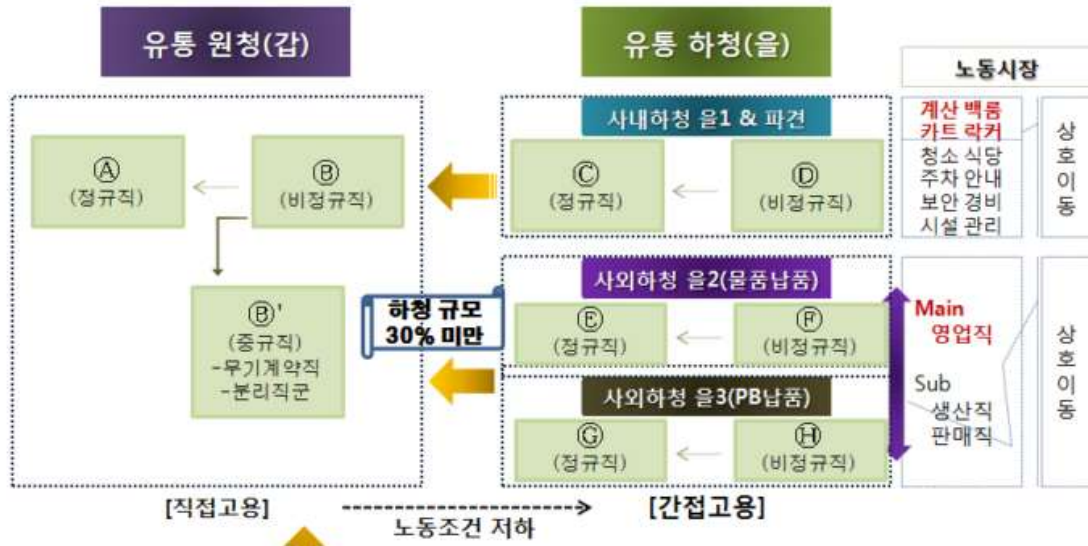 유통 원청(갑)
유통 하청(을)
노동시장
Ⓐ
(정규직)
Ⓑ
(비정규직)
Ⓑ'
(중규직)
-무기계약직
-분리직군
하청 규모
30% 미만
사내하청 을1 & 파견
Ⓒ
(정규직)
Ⓓ
(비정규직)
사외하청 을2(물품납품)
Ⓔ
(정규직)
Ⓕ
(비정규직)
사외하청 을3(PB납품)
Ⓖ
(정규직)
Ⓗ
(비정규직)
계산 백룸
카트 락커
청소 식당
주차 안내
보안 경비
시설 관리
상
호
이
동
Main
영업직
Sub
생산직
판매직
상
호
이
동
[직접고용]
노동조건 저하
[간접고용]